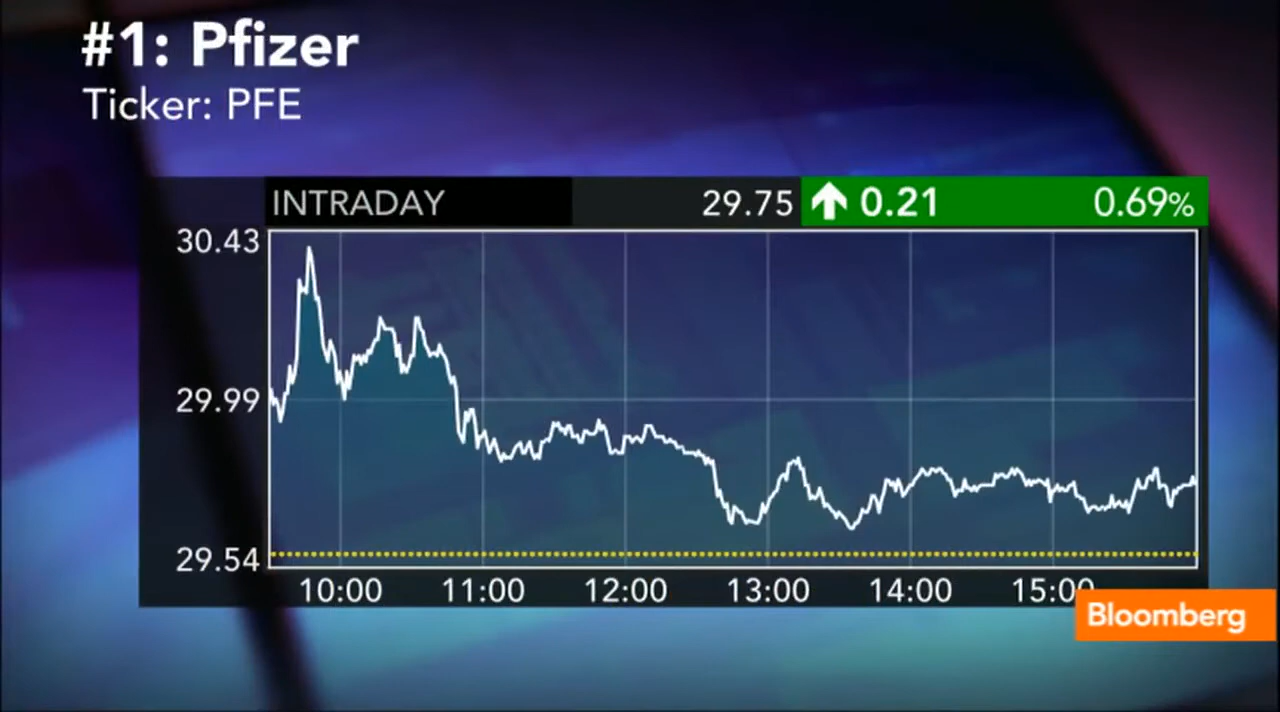 #1: Pfizer
Ticker: PFE
INTRADAY 29.75 0.21 0.69%
30.43
29.99
29.54
10:00 11:00 12:00 13:00 14:00 15:00
Bloomberg